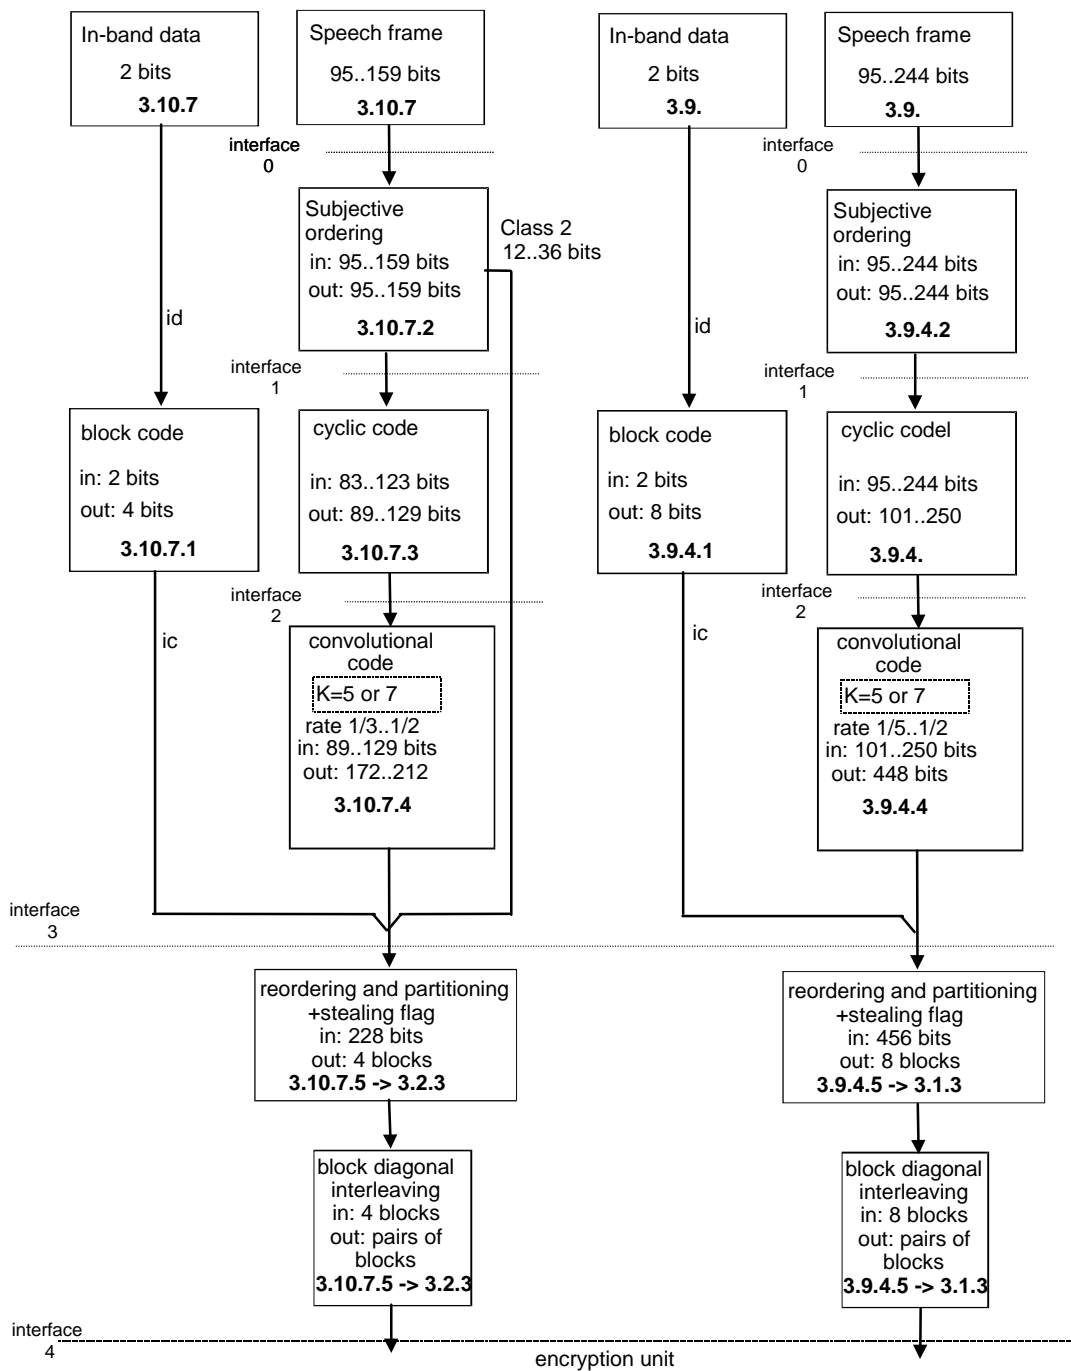 In-band data
2 bits
3.10.7
Speech frame
95..159 bits
3.10.7
In-band data
2 bits
3.9.
Speech frame
95..244 bits
3.9.
interface
0
interface
0
Subjective
ordering
in: 95..159 bits
out: 95..159 bits
3.10.7.2
Class 2
12..36 bits
Subjective
ordering
in: 95..244 bits
out: 95..244 bits
3.9.4.2
id
id
interface
1
interface
1
block code
in: 2 bits
out: 4 bits
3.10.7.1
cyclic code
in: 83..123 bits
out: 89..129 bits
3.10.7.3
block code
in: 2 bits
out: 8 bits
3.9.4.1
cyclic codel
in: 95..244 bits
out: 101..250
3.9.4.
interface
2
interface
2
ic
ic
convolutional
code
K=5 or 7
rate 1/3..1/2
in: 89..129 bits
out: 172..212
3.10.7.4
convolutional
code
K=5 or 7
rate 1/5..1/2
in: 101..250 bits
out: 448 bits
3.9.4.4
interface
3
reordering and partitioning
+stealing flag
in: 228 bits
out: 4 blocks
3.10.7.5 -> 3.2.3
reordering and partitioning
+stealing flag
in: 456 bits
out: 8 blocks
3.9.4.5 -> 3.1.3
block diagonal
interleaving
in: 4 blocks
out: pairs of
blocks
3.10.7.5 -> 3.2.3
block diagonal
interleaving
in: 8 blocks
out: pairs of
blocks
3.9.4.5 -> 3.1.3
interface
4
encryption unit